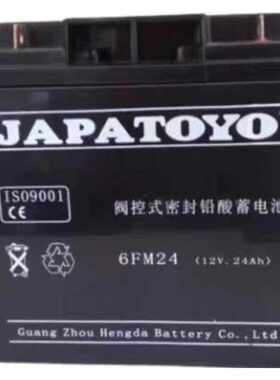 JAPATOYO
ISO9001
CE
阀控式密封铅酸蓄电池
6FM24 (12V.24Ah)
Guang Zhou Hengda Battery Co., Ltd